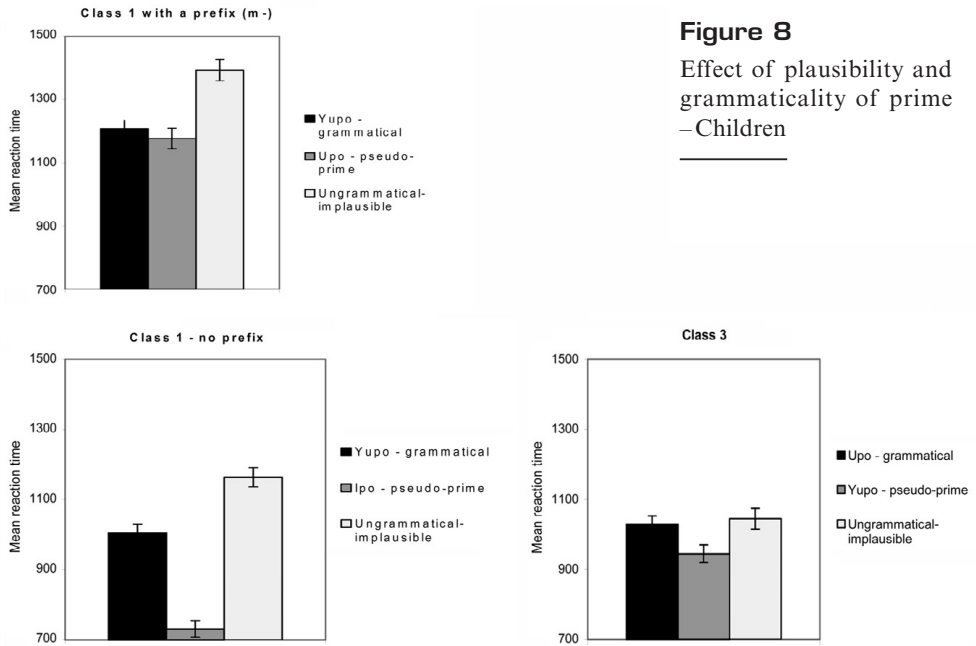 Class 1 with a prefix (m-)
1500
1300
1100
900
700
Mean reaction time
Yupo -
grammatical
Upo - pseudo-
prime
Ungrammatical-
implausible
Figure 8
Effect of plausibility and
grammaticality of prime
–Children
Class 1 - no prefix
1500
1300
1100
900
700
Mean reaction time
Yupo - grammatical
Ipo - pseudo-prime
Ungrammatical-
implausible
Class 3
1500
1300
1100
900
700
Mean reaction time
Upo - grammatical
Yupo - pseudo-prime
Ungrammatical-
implausible